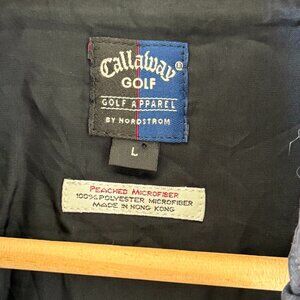 Callaway®
GOLF
GOLF APPAREL
BY NORDSTROM
L
PEACHED MICROFIBER
100% POLYESTER MICROFIBER
MADE IN HONG KONG